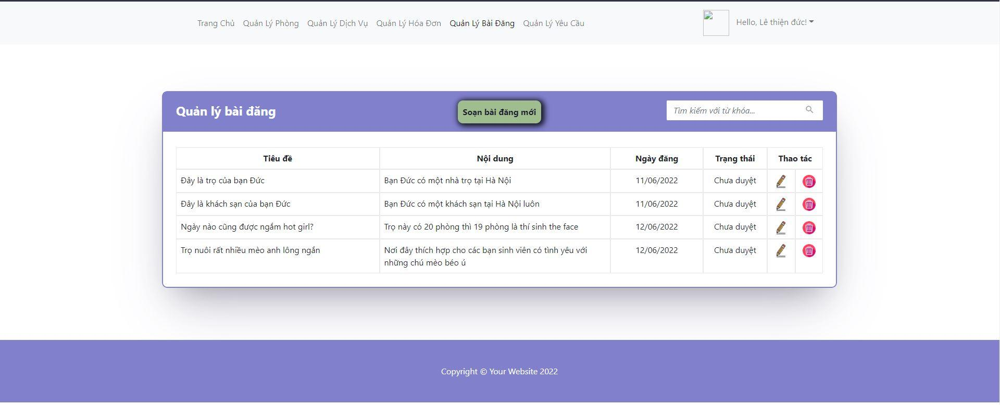 Trang Chủ Quản Lý Phòng Quản Lý Dịch Vụ Quản Lý Hóa Đơn Quản Lý Bài Đăng Quản Lý Yêu Cầu Hello, Lê thiện đức!
Quản lý bài đăng Soạn bài đăng mới Tìm kiếm với từ khóa...
Tiêu đề Nội dung Ngày đăng Trạng thái Thao tác
Đây là trọ của bạn Đức Bạn Đức có một nhà trọ tại Hà Nội 11/06/2022 Chưa duyệt
Đây là khách sạn của bạn Đức Bạn Đức có một khách sạn tại Hà Nội luôn 11/06/2022 Chưa duyệt
Ngày nào cũng được ngắm hot girl? Trọ này có 20 phòng thì 19 phòng là thí sinh the face 12/06/2022 Chưa duyệt
Trọ nuôi rất nhiều mèo anh lông ngắn Nơi đây thích hợp cho các bạn sinh viên có tình yêu với 12/06/2022 Chưa duyệt
những chú mèo béo ú
Copyright © Your Website 2022